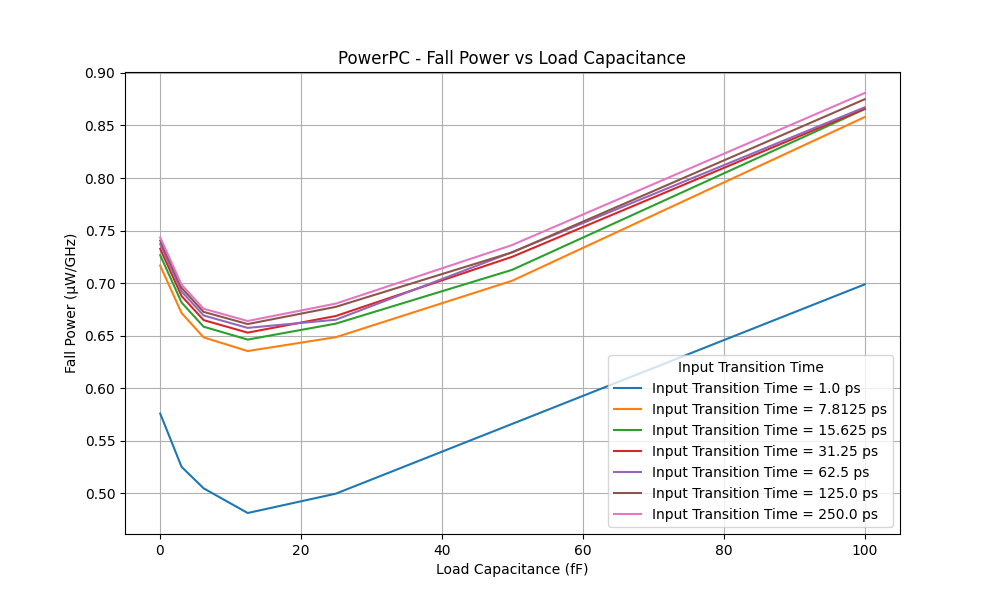 PowerPC - Fall Power vs Load Capacitance
Fall Power (µW/GHz)
0.90
0.85
0.80
0.75
0.70
0.65
0.60
0.55
0.50
Input Transition Time
Input Transition Time = 1.0 ps
Input Transition Time = 7.8125 ps
Input Transition Time = 15.625 ps
Input Transition Time = 31.25 ps
Input Transition Time = 62.5 ps
Input Transition Time = 125.0 ps
Input Transition Time = 250.0 ps
0 20 40 60 80 100
Load Capacitance (fF)